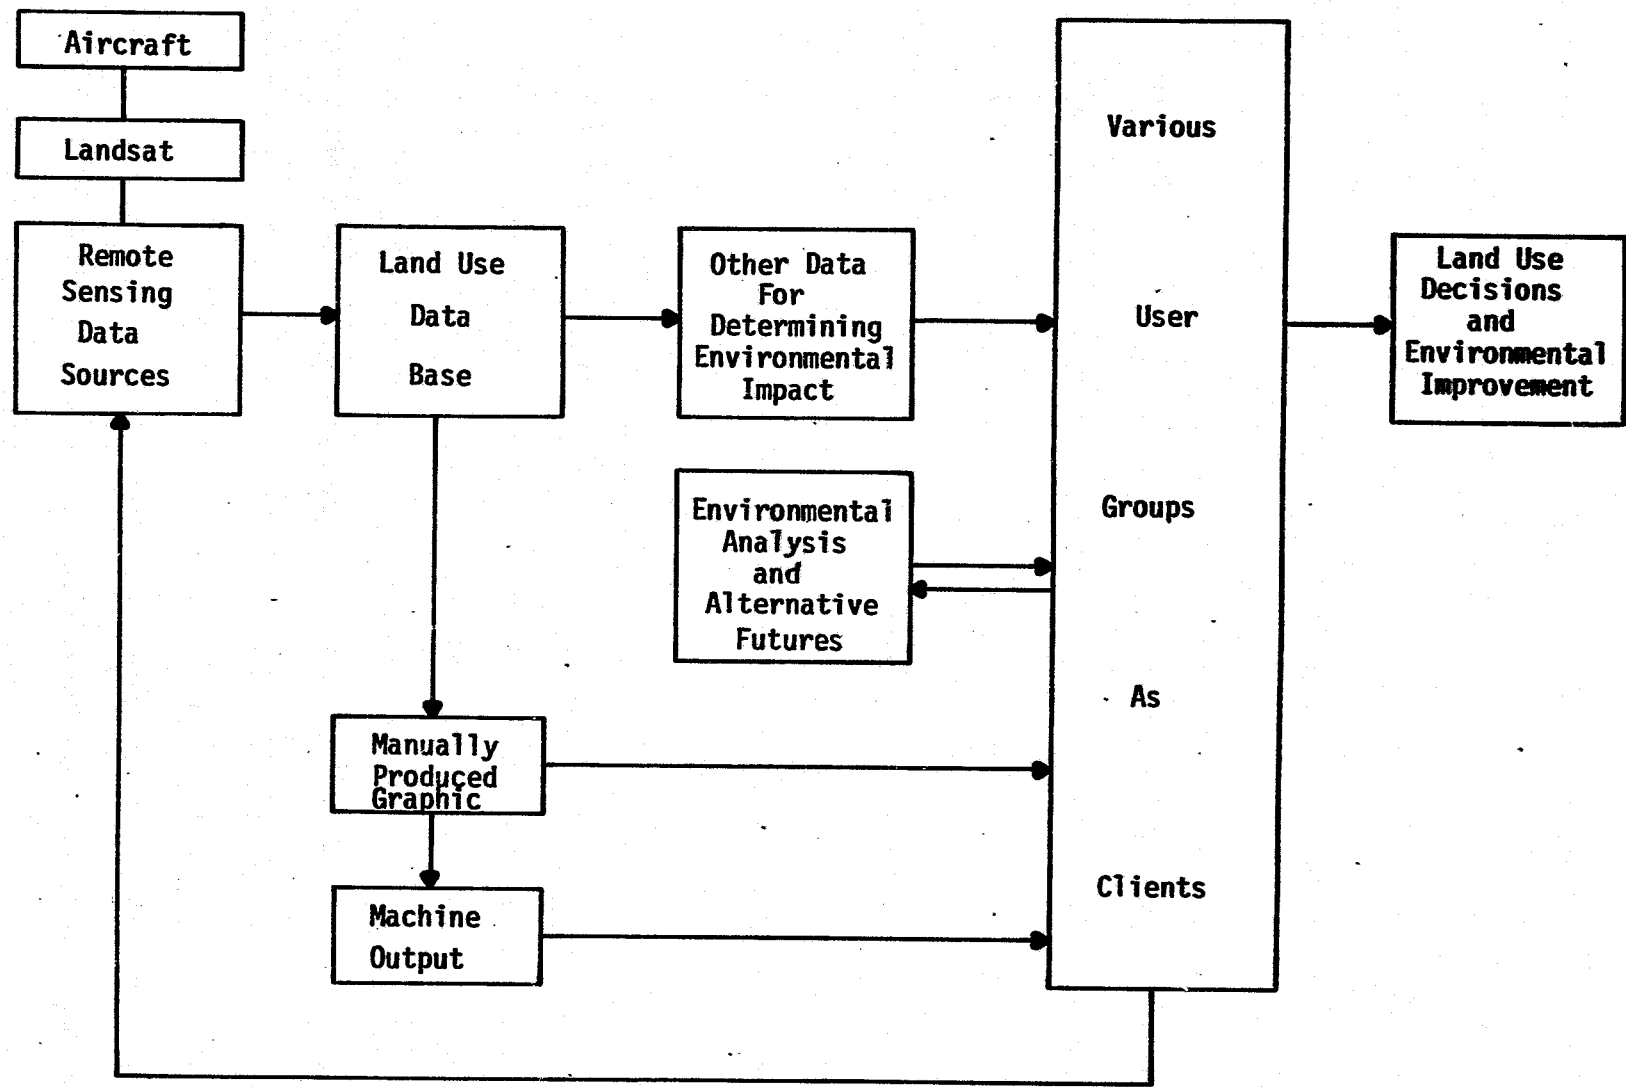 Aircraft
Landsat
Remote
Sensing
Data
Sources
Land Use
Data
Base
Other Data
For
Determining
Environmental
Impact
Environmental
Analysis
and
Alternative
Futures
Manually
Produced
Graphic
Machine
Output
Various
User
Groups
As
Clients
Land Use
Decisions
and
Environmental
Improvement